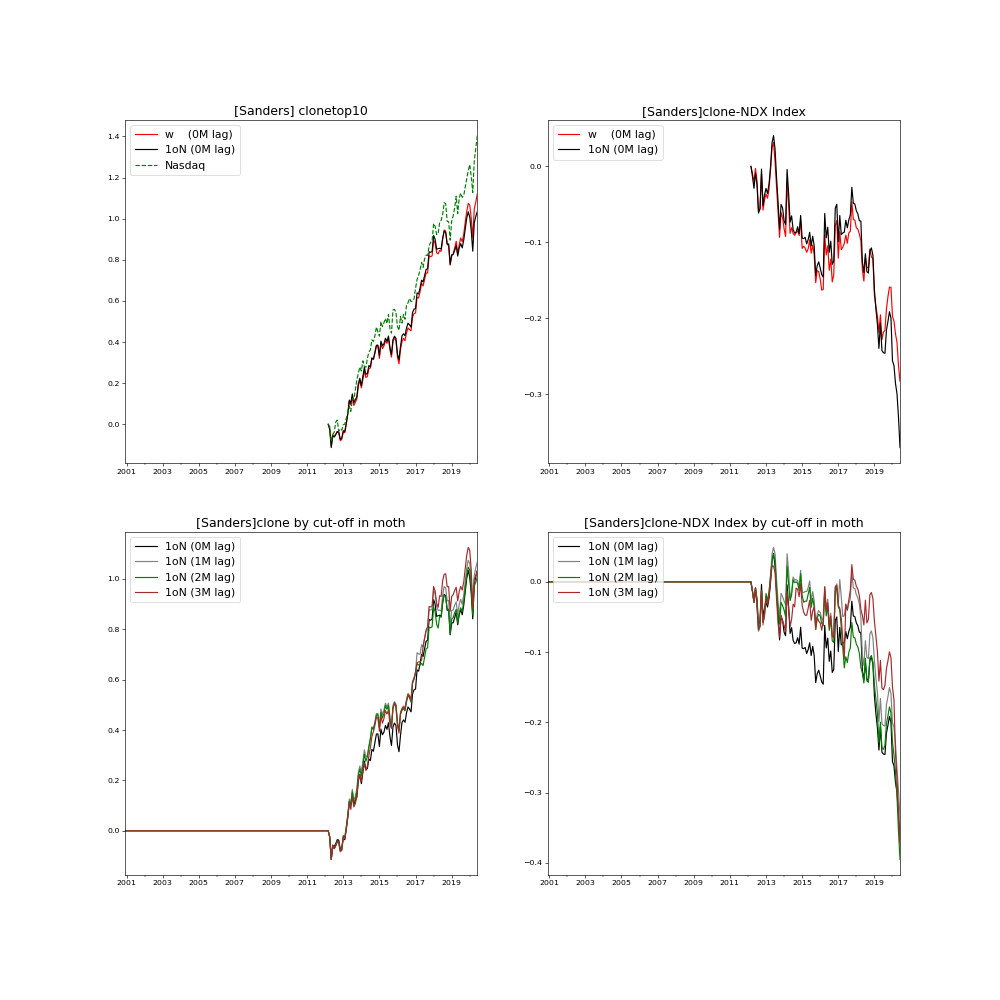 [Sanders] clonetop10
w    (0M lag)
1oN (0M lag)
Nasdaq
1.4
1.2
1.0
0.8
0.6
0.4
0.2
0.0
2001 2003 2005 2007 2009 2011 2013 2015 2017 2019
[Sanders]clone-NDX Index
w    (0M lag)
1oN (0M lag)
0.0
−0.1
−0.2
−0.3
2001 2003 2005 2007 2009 2011 2013 2015 2017 2019
[Sanders]clone by cut-off in moth
1oN (0M lag)
1oN (1M lag)
1oN (2M lag)
1oN (3M lag)
1.0
0.8
0.6
0.4
0.2
0.0
2001 2003 2005 2007 2009 2011 2013 2015 2017 2019
[Sanders]clone-NDX Index by cut-off in moth
1oN (0M lag)
1oN (1M lag)
1oN (2M lag)
1oN (3M lag)
0.0
−0.1
−0.2
−0.3
−0.4
2001 2003 2005 2007 2009 2011 2013 2015 2017 2019